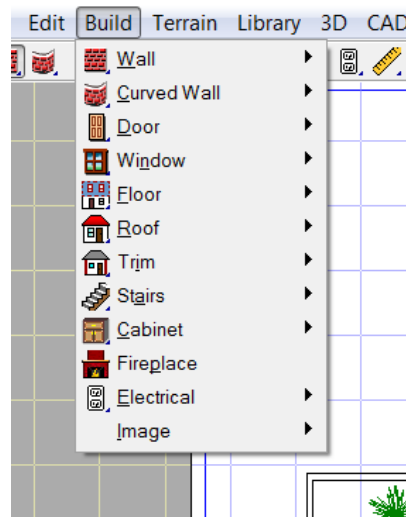 Edit Build Terrain Library 3D CAD
Wall
Curved Wall
Door
Window
Floor
Roof
Trim
Stairs
Cabinet
Fireplace
Electrical
Image